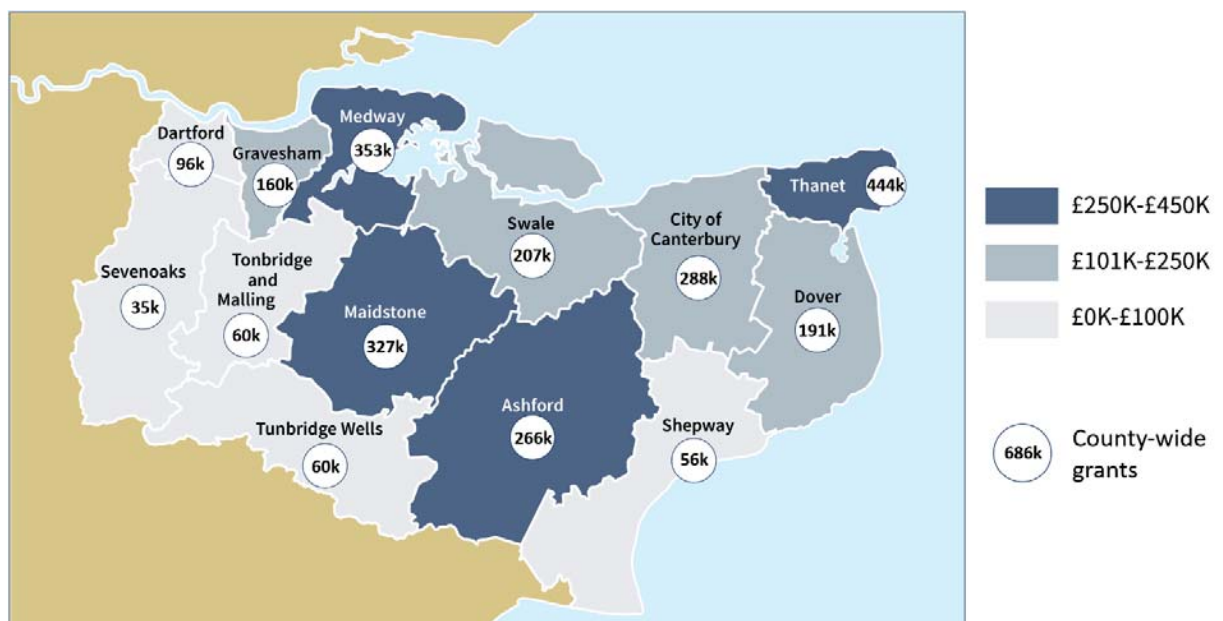 Medway
353k
Dartford
96k
Gravesham
160k
Thanet
444k
Swale
207k
City of
Canterbury
288k
Sevenoaks
35k
Tonbridge
and
Malling
60k
Maidstone
327k
Dover
191k
Ashford
266k
Shepway
56k
Tunbridge Wells
60k
£250K-£450K
£101K-£250K
£0K-£100K
686k
County-wide
grants